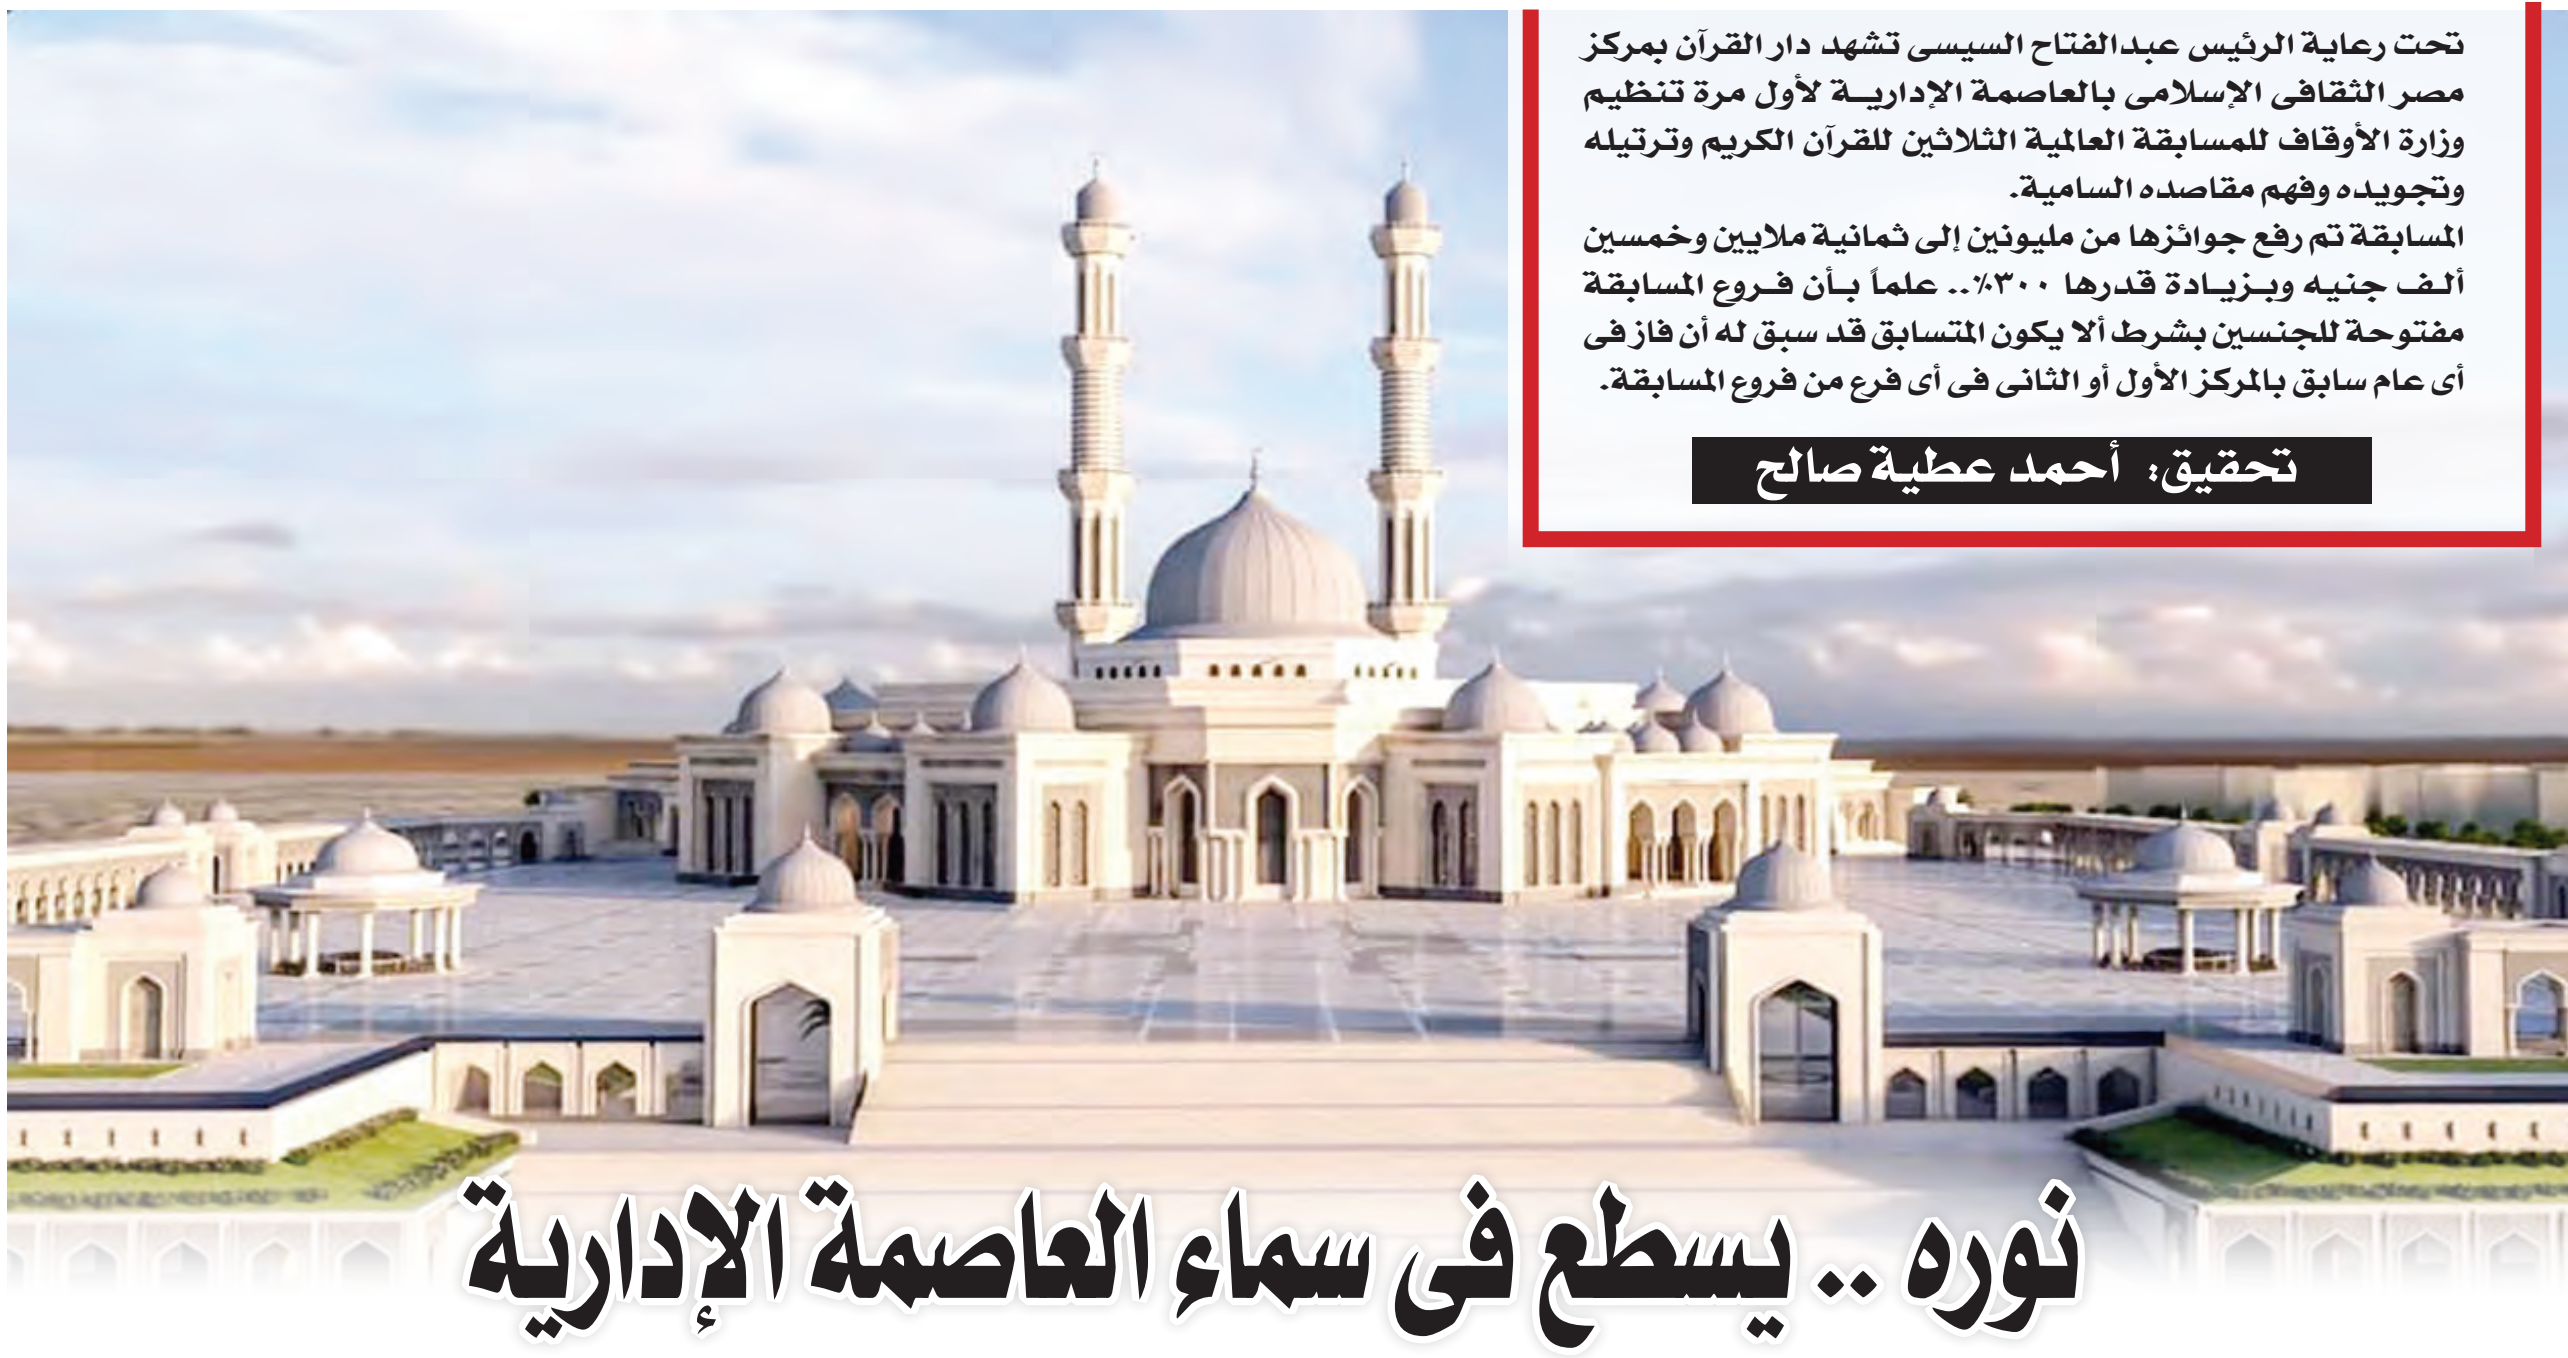 تحت رعاية الرئيس عبدالفتاح السيسى تشهد دار القرآن بمركز
مصر الثقافى الإسلامى بالعاصمة الإدارية لأول مرة تنظيم
وزارة الأوقاف للمسابقة العالمية الثلاثين للقرآن الكريم وترتيله
وتجويده وفهم مقاصده السامية.
المسابقة تم رفع جوائزها من مليونين إلى ثمانية ملايين وخمسين
ألف جنيه وبزيادة قدرها ٣٠٠٪.. علماً بأن فروع المسابقة
مفتوحة للجنسين بشرط ألا يكون المتسابق قد سبق له أن فاز فى
أى عام سابق بالمركز الأول أو الثانى فى أى فرع من فروع المسابقة.
تحقيق: أحمد عطية صالح
نوره .. يسطع فى سماء العاصمة الإدارية